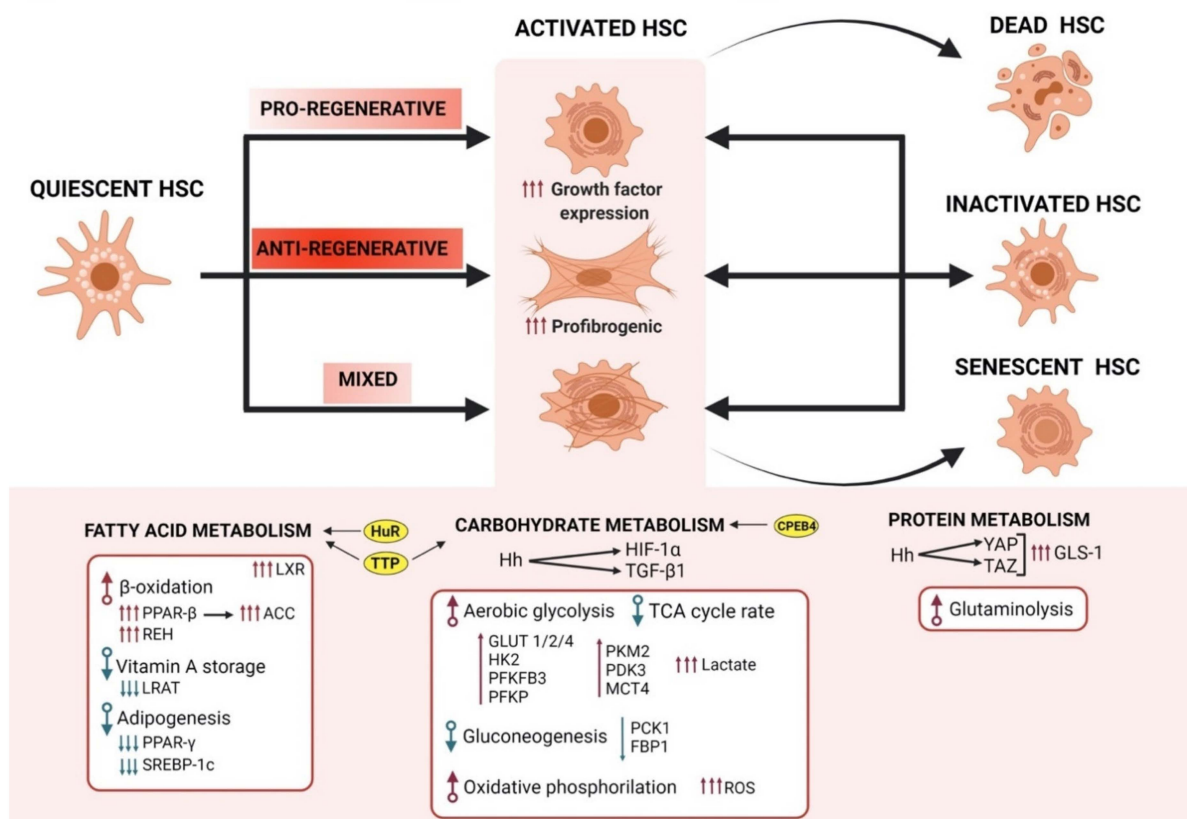 ACTIVATED HSC
DEAD HSC
PRO-REGENERATIVE
QUIESCENT HSC
↑↑↑ Growth factor
expression
INACTIVATED HSC
ANTI-REGENERATIVE
↑↑↑ Profibrogenic
MIXED
SENESCENT HSC
FATTY ACID METABOLISM
HuR
TTP
↑↑↑LXR
β-oxidation
↑↑↑PPAR-β → ↑↑↑ACC
↑↑↑REH
Vitamin A storage
↓↓↓LRAT
Adipogenesis
↓↓↓PPAR-γ
↓↓↓SREBP-1c
CARBOHYDRATE METABOLISM
CPEB4
Hh
HIF-1α
TGF-β1
Aerobic glycolysis
GLUT 1/2/4
HK2
PFKFB3
PFKP
TCA cycle rate
PKM2
PDK3
MCT4
↑↑↑Lactate
Gluconeogenesis
PCK1
FBP1
Oxidative phosphorilation ↑↑↑ROS
PROTEIN METABOLISM
Hh
YAP
TAZ
↑↑↑GLS-1
Glutaminolysis